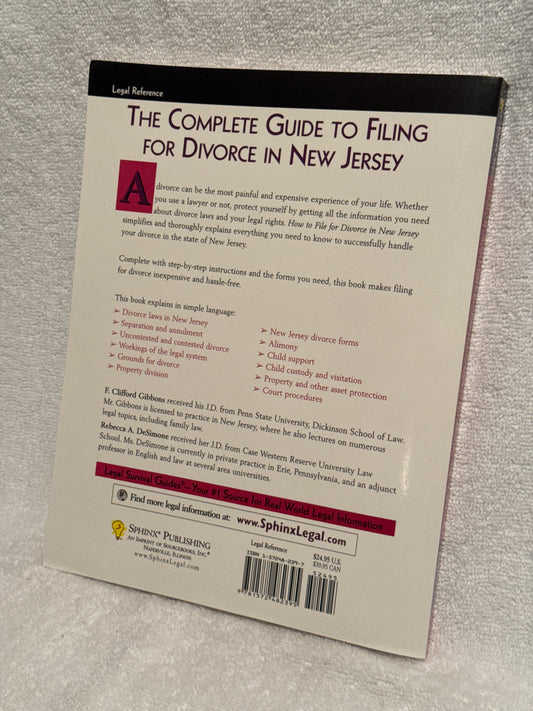 Legal Reference
THE COMPLETE GUIDE TO FILING
FOR DIVORCE IN NEW JERSEY
A divorce can be the most painful and expensive experience of your life. Whether
you use a lawyer or not, protect yourself by getting all the information you need
about divorce laws and your legal rights. How to File for Divorce in New Jersey
simplifies and thoroughly explains everything you need to know to successfully handle
your divorce in the state of New Jersey.
Complete with step-by-step instructions and the forms you need, this book makes filing
for divorce inexpensive and hassle-free.
This book explains in simple language:
➢ Divorce laws in New Jersey
➢ Separation and annulment
➢ Uncontested and contested divorce
➢ Workings of the legal system
➢ Grounds for divorce
➢ Property division
➢ New Jersey divorce forms
➢ Alimony
➢ Child support
➢ Child custody and visitation
➢ Property and other asset protection
➢ Court procedures
F. Clifford Gibbons received his J.D. from Penn State University, Dickinson School of Law.
Mr. Gibbons is licensed to practice in New Jersey, where he also lectures on numerous
legal topics, including family law.
Rebecca A. DeSimone received her J.D. from Case Western Reserve University Law
School. Ms. DeSimone is currently in private practice in Erie, Pennsylvania, and an adjunct
professor in English and law at several area universities.
Legal Survival Guides®—Your #1 Source for Real World Legal Information
Find more legal information at: www.SphinxLegal.com
SPHINX® PUBLISHING
AN IMPRINT OF SOURCEBOOKS, INC.®
NAPERVILLE, ILLINOIS
www.SphinxLegal.com
Legal Reference
ISBN 1-57248-239-7
9 781572 482395
$24.95 U.S.
$39.95 CAN
52495